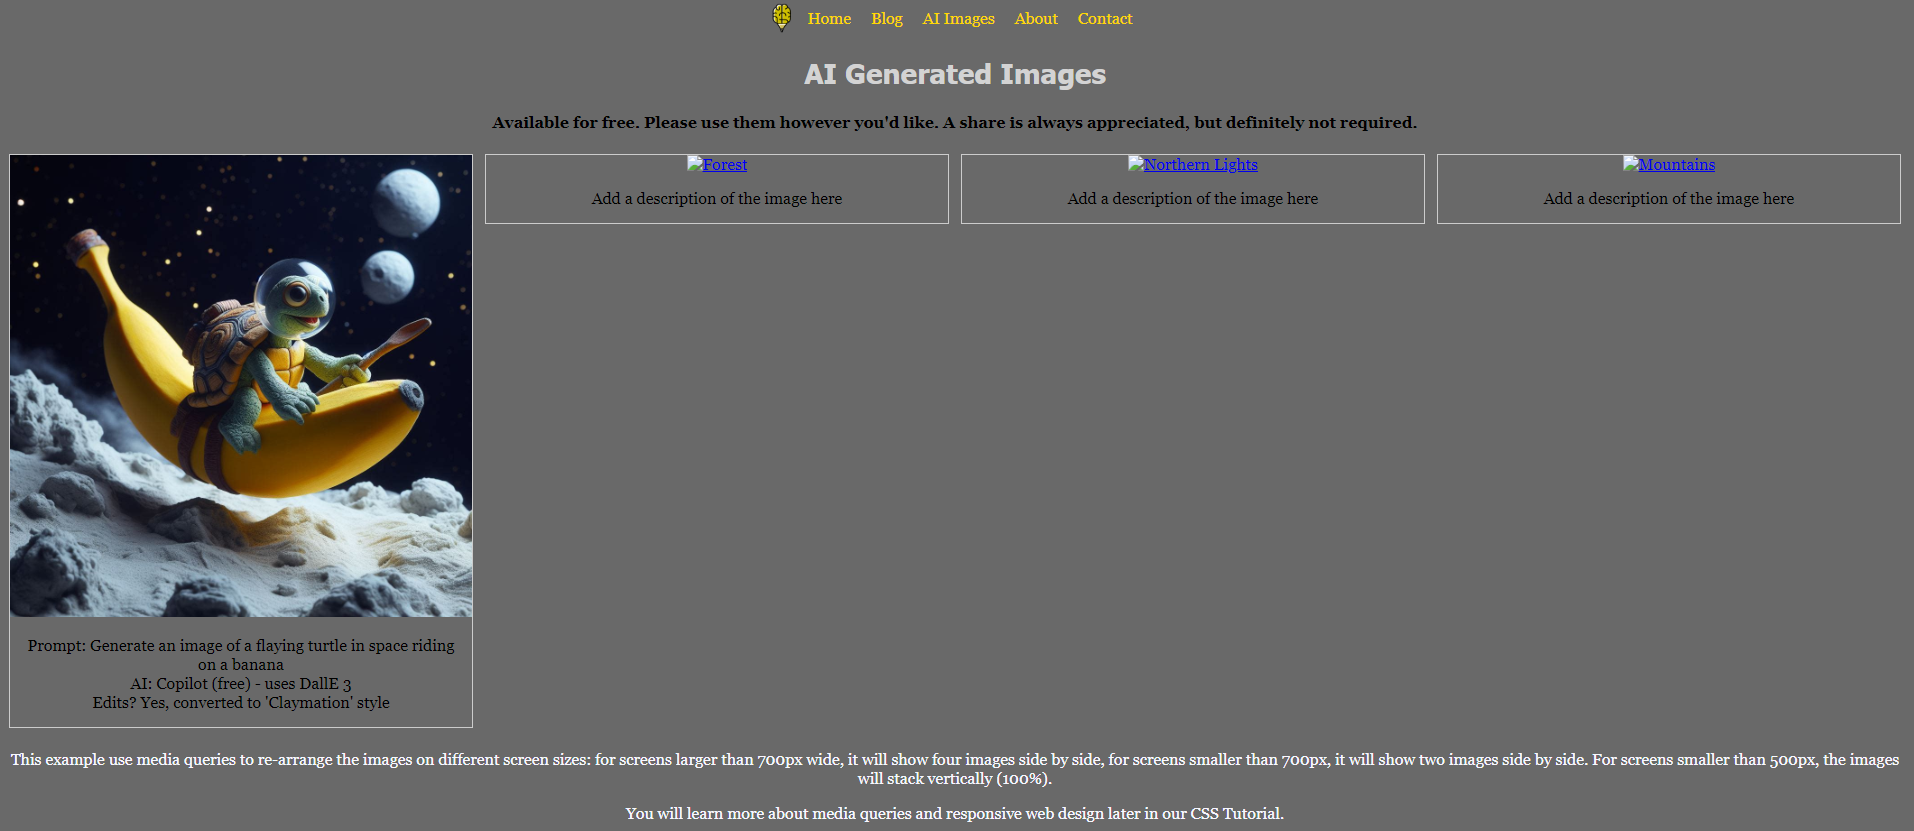 Home Blog AI Images About Contact
AI Generated Images
Available for free. Please use them however you'd like. A share is always appreciated, but definitely not required.
Forest
Add a description of the image here
Northern Lights
Add a description of the image here
Mountains
Add a description of the image here
Prompt: Generate an image of a flaying turtle in space riding
on a banana
AI: Copilot (free) - uses DallE 3
Edits? Yes, converted to 'Claymation' style
This example use media queries to re-arrange the images on different screen sizes: for screens larger than 700px wide, it will show four images side by side, for screens smaller than 700px, it will show two images side by side. For screens smaller than 500px, the images
will stack vertically (100%).
You will learn more about media queries and responsive web design later in our CSS Tutorial.